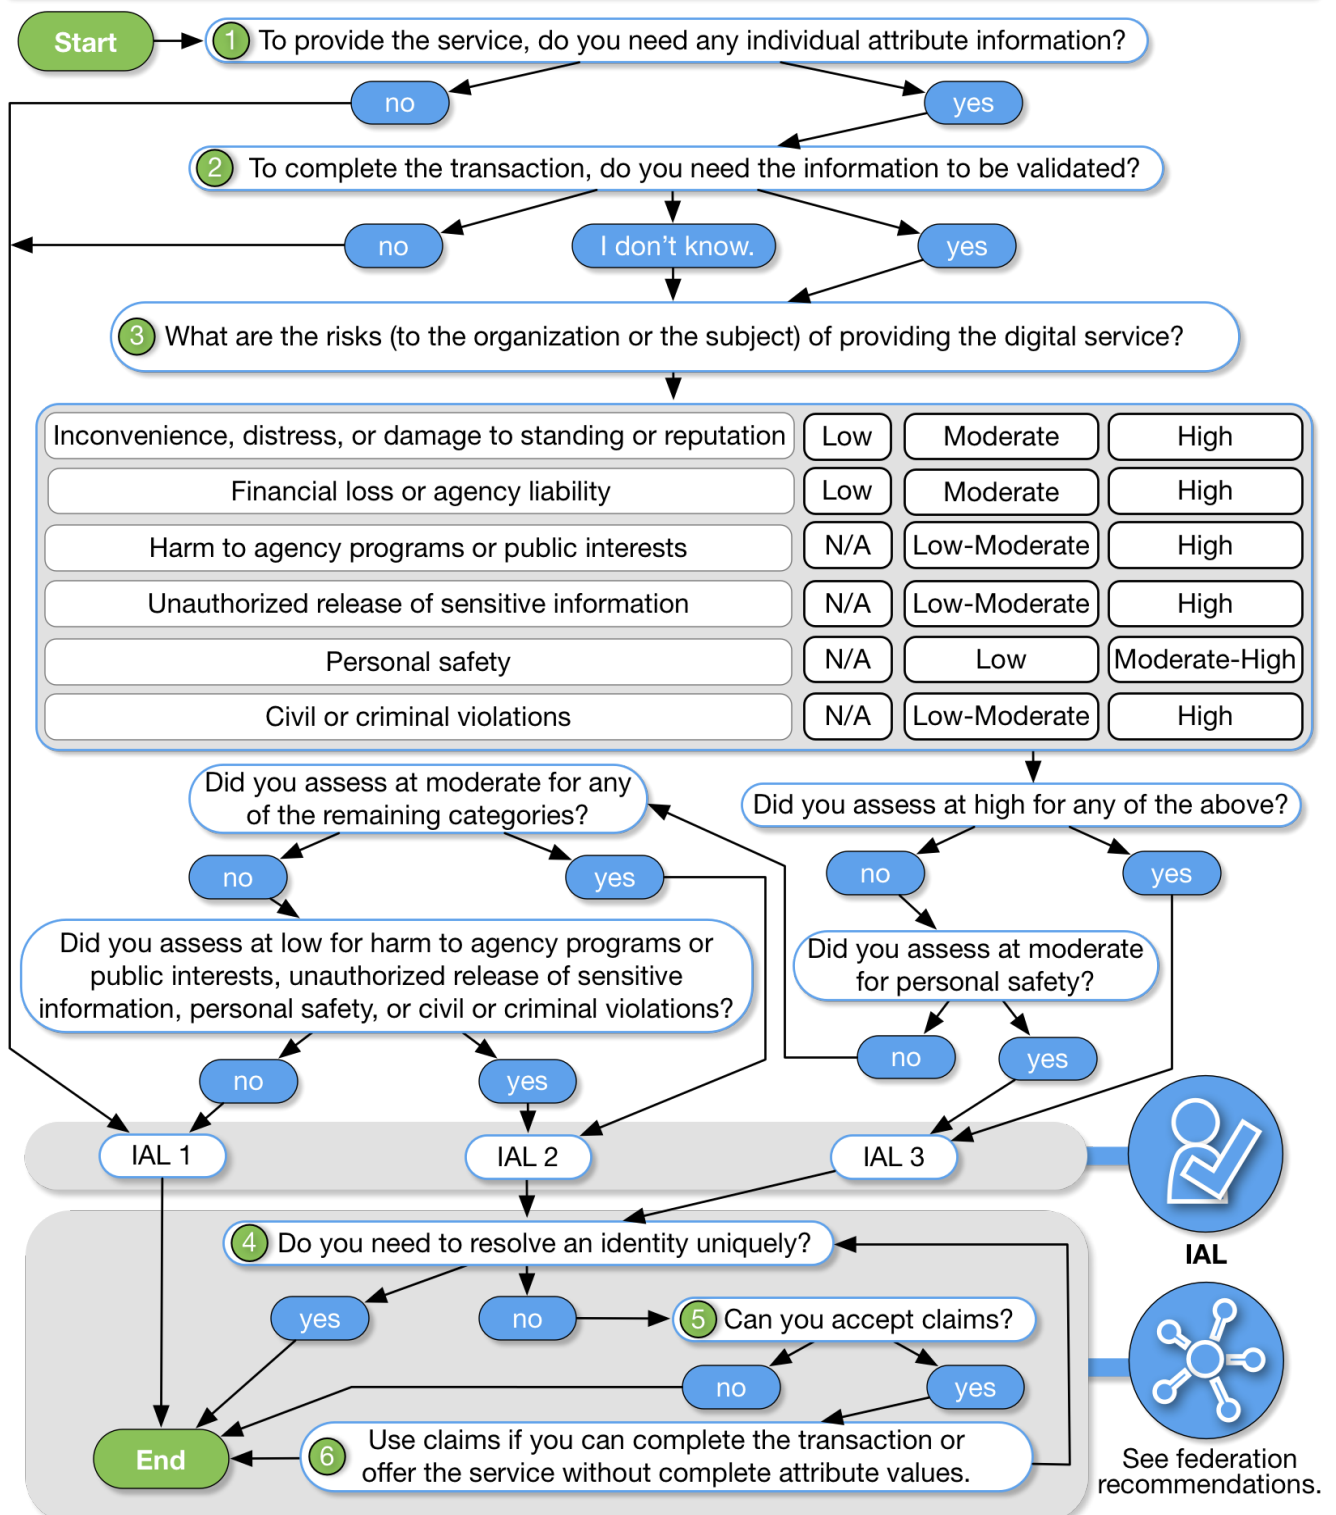 Start
1 To provide the service, do you need any individual attribute information?
no
yes
2 To complete the transaction, do you need the information to be validated?
no
I don’t know.
yes
3 What are the risks (to the organization or the subject) of providing the digital service?
Inconvenience, distress, or damage to standing or reputation Low Moderate High
Financial loss or agency liability Low Moderate High
Harm to agency programs or public interests N/A Low-Moderate High
Unauthorized release of sensitive information N/A Low-Moderate High
Personal safety N/A Low Moderate-High
Civil or criminal violations N/A Low-Moderate High
Did you assess at high for any of the above?
no
yes
Did you assess at moderate
for personal safety?
no
yes
Did you assess at moderate for any
of the remaining categories?
no
yes
Did you assess at low for harm to agency programs or
public interests, unauthorized release of sensitive
information, personal safety, or civil or criminal violations?
no
yes
IAL 1
IAL 2
IAL 3
IAL
4 Do you need to resolve an identity uniquely?
yes
no
5 Can you accept claims?
no
yes
6 Use claims if you can complete the transaction or
offer the service without complete attribute values.
End
See federation
recommendations.